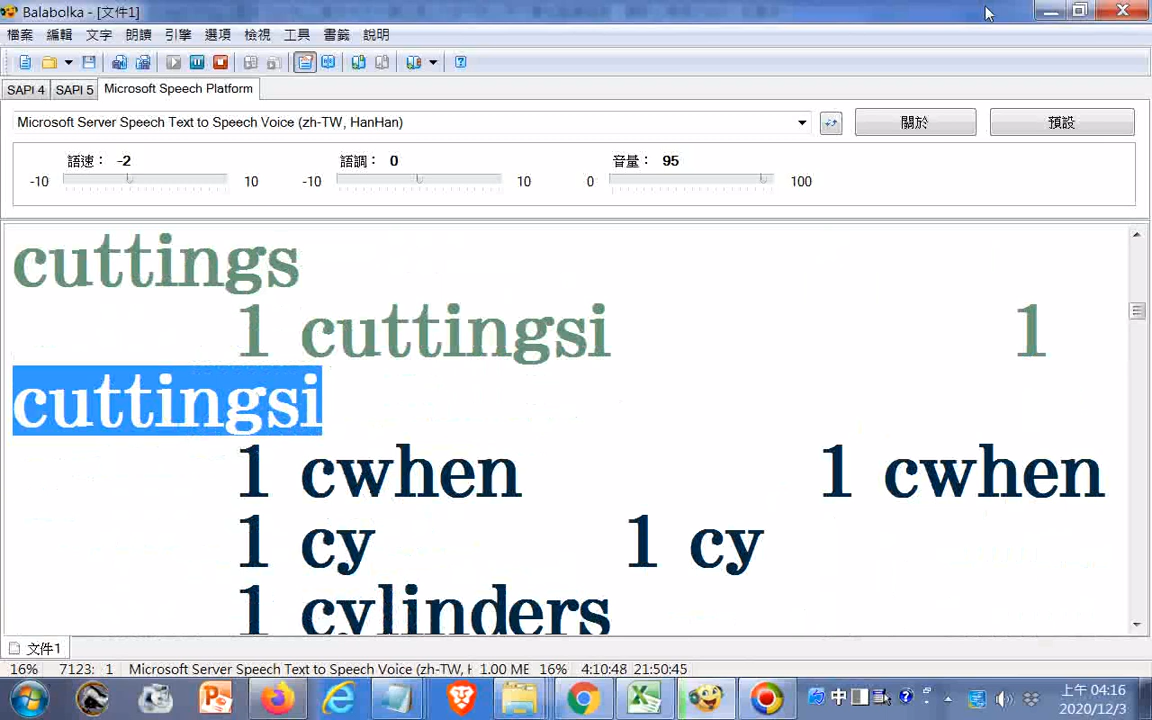 Balabolka - [文件1]
檔案 編輯 文字 朗讀 引擎 選項 檢視 工具 書籤 說明
SAPI 4 SAPI 5 Microsoft Speech Platform
Microsoft Server Speech Text to Speech Voice (zh-TW, HanHan) 關於 預設
語速： -2 語調： 0 音量： 95
-10 10 -10 10 0 100
cuttings
1 cuttingsi 1
cuttingsi
1 cwhen 1 cwhen
1 cy 1 cy
1 cylinders
文件1
16% 7123: 1 Microsoft Server Speech Text to Speech Voice (zh-TW, 1.00 ME 16% 4:10:48 21:50:45
中 上午 04:16
2020/12/3